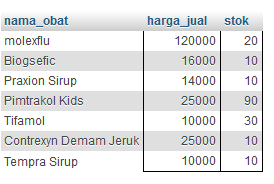 nama_obat harga_jual stok
molexflu 120000 20
Biogsefic 16000 10
Praxion Sirup 14000 10
Pimtrakol Kids 25000 90
Tifamol 10000 30
Contrexyn Demam Jeruk 25000 10
Tempra Sirup 10000 10